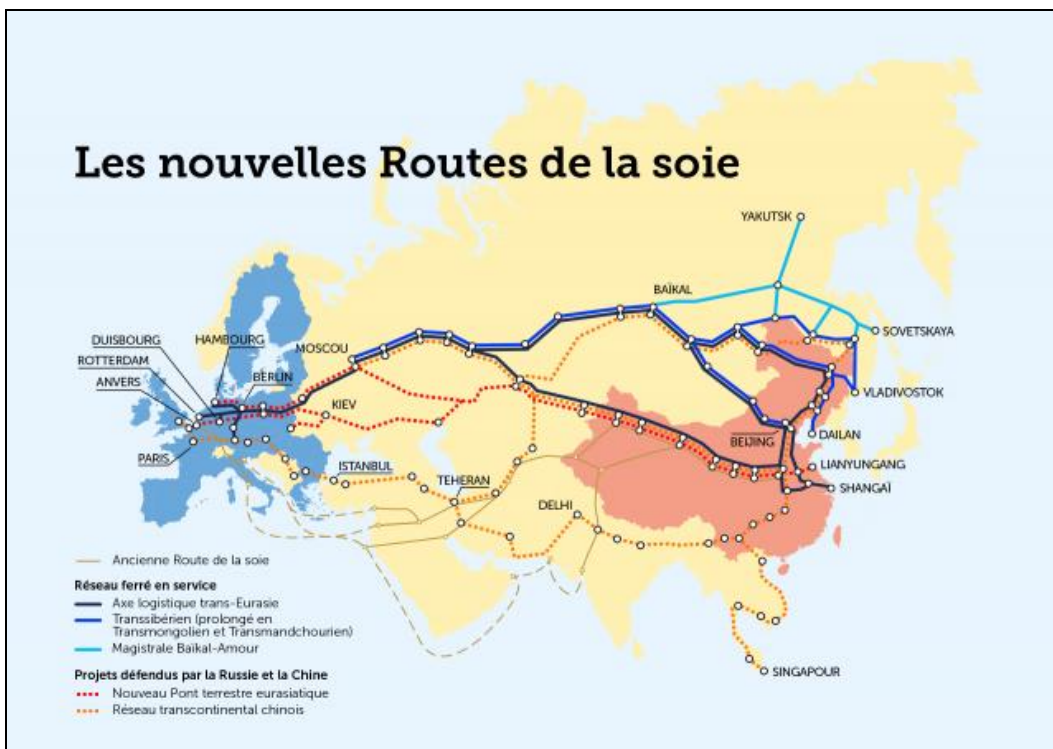 Les nouvelles Routes de la soie
YAKUTSK
BAÏKAL
SOVETSKAYA
DUISBOURG
HAMBOURG
MOSCOU
ROTTERDAM
BERLIN
ANVERS
VLADIVOSTOK
KIEV
DAILAN
BEIJING
PARIS
ISTANBUL
LIANYUNGANG
TEHERAN
SHANGAÏ
DELHI
SINGAPOUR
Ancienne Route de la soie
Réseau ferré en service
Axe logistique trans-Eurasie
Transsibérien (prolongé en
Transmongolien et Transmandchourien)
Magistrale Baïkal-Amour
Projets défendus par la Russie et la Chine
Nouveau Pont terrestre eurasiatique
Réseau transcontinental chinois